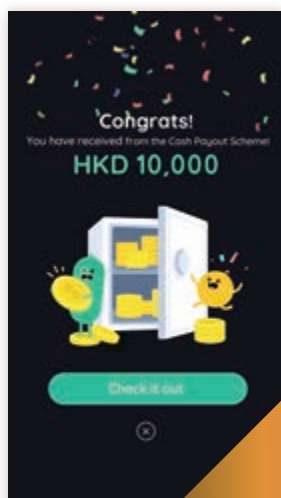 Congrats!
You have received from the Cash Payout Scheme!
HKD 10,000
Check it out